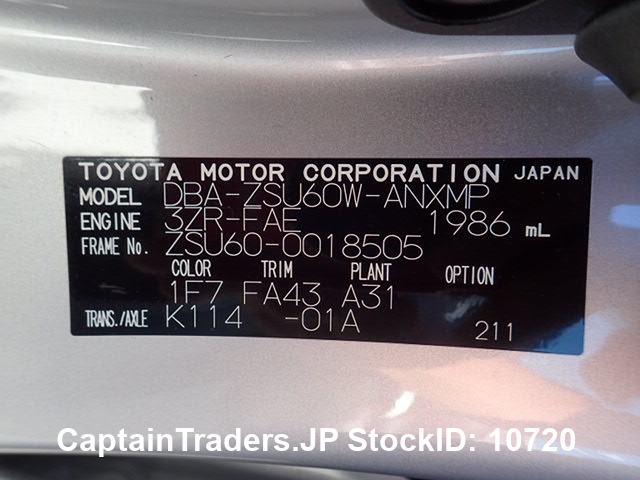 TOYOTA MOTOR CORPORATION JAPAN
MODEL DBA-ZSU60W-ANXMP
ENGINE 3ZR-FAE 1986 mL
FRAME No. ZSU60-0018505
COLOR TRIM PLANT OPTION
1F7 FA43 A31
TRANS./AXLE K114 -01A 211
CaptainTraders.JP StockID: 10720